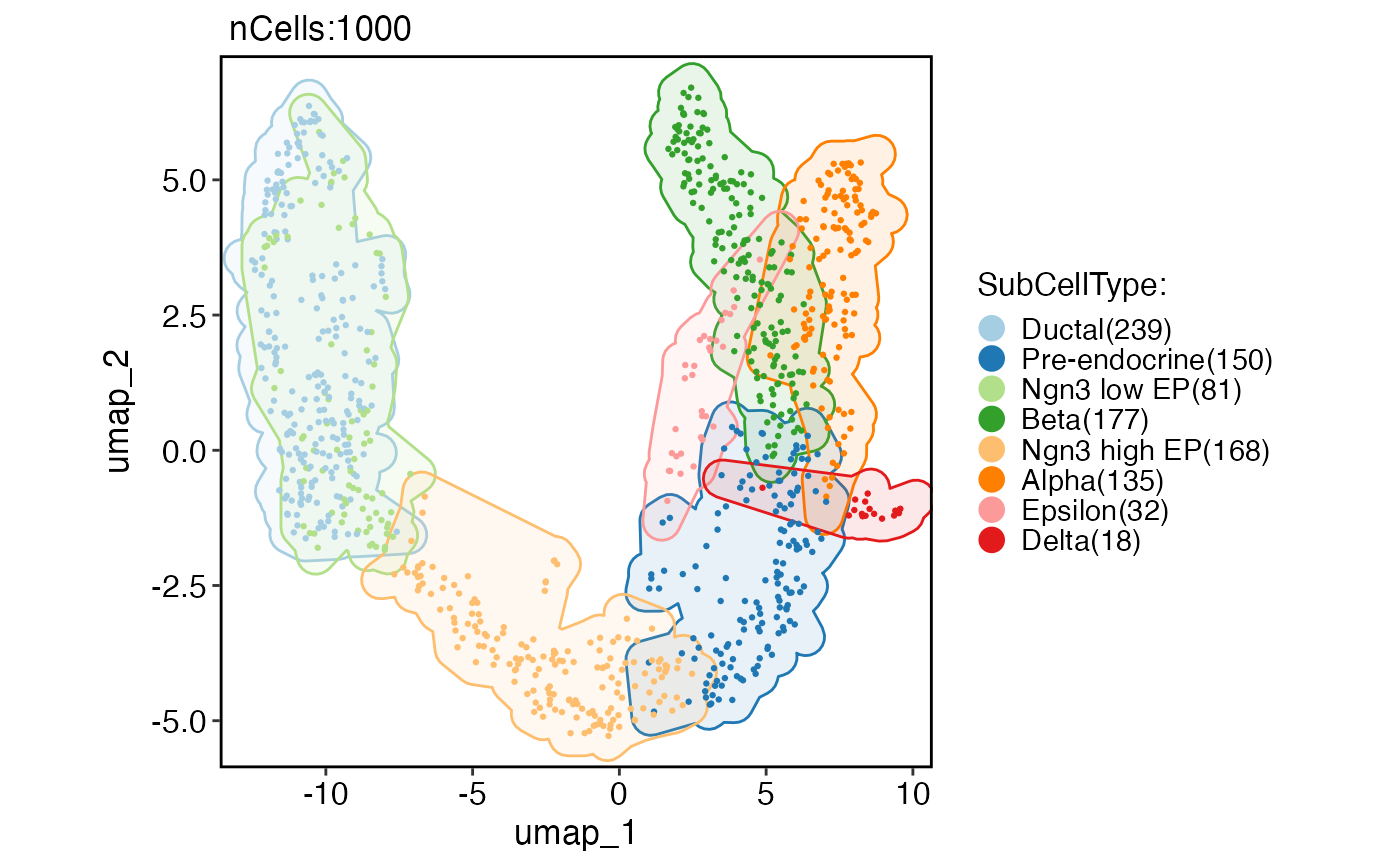 nCells:1000
5.0
2.5
0.0
-2.5
-5.0
umap_2
-10
-5
0
5
10
umap_1
SubCellType:
Ductal(239)
Pre-endocrine(150)
Ngn3 low EP(81)
Beta(177)
Ngn3 high EP(168)
Alpha(135)
Epsilon(32)
Delta(18)